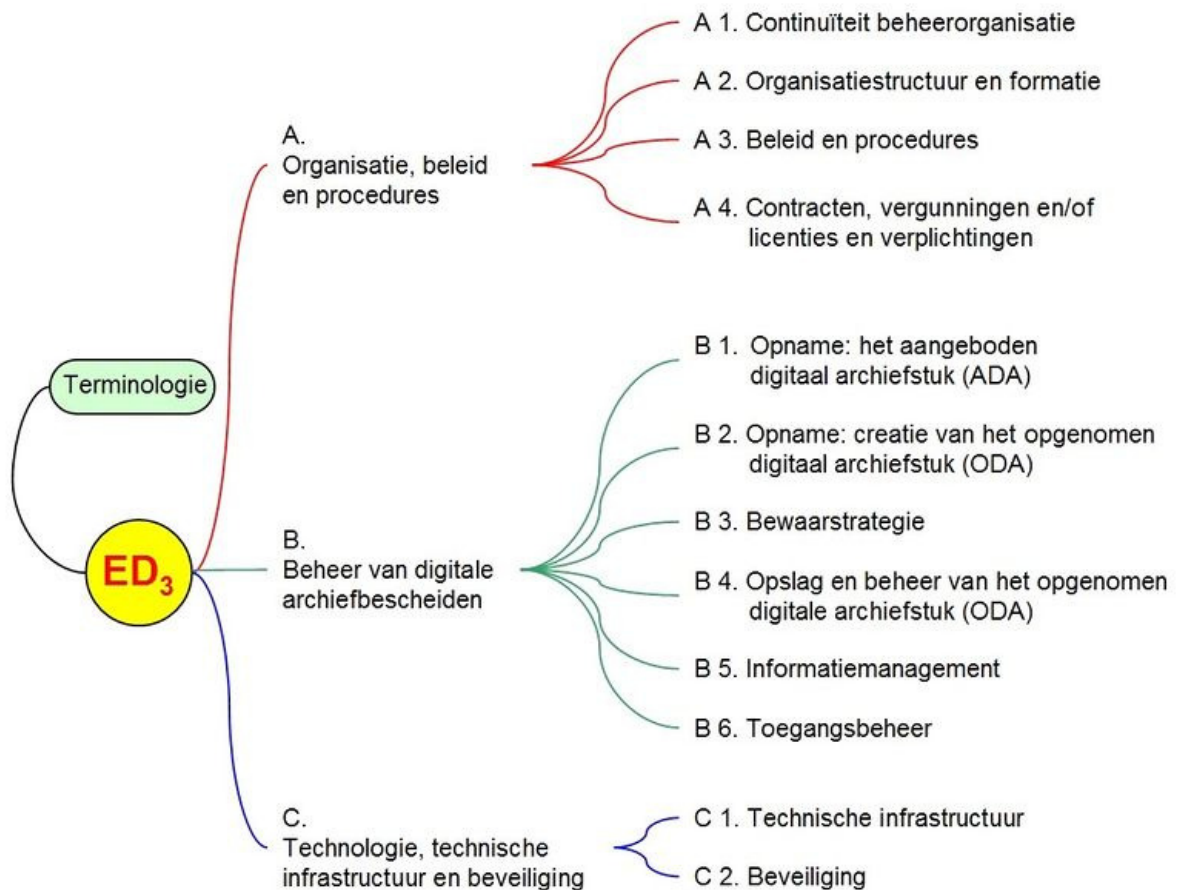 A 1. Continuïteit beheerorganisatie
A 2. Organisatiestructuur en formatie
A.
Organisatie, beleid
en procedures
A 3. Beleid en procedures
A 4. Contracten, vergunningen en/of
licenties en verplichtingen
Terminologie
ED₃
B 1. Opname: het aangeboden
digitaal archiefstuk (ADA)
B 2. Opname: creatie van het opgenomen
digitaal archiefstuk (ODA)
B 3. Bewaarstrategie
B.
Beheer van digitale
archiefbescheiden
B 4. Opslag en beheer van het opgenomen
digitale archiefstuk (ODA)
B 5. Informatiemanagement
B 6. Toegangsbeheer
C.
Technologie, technische
infrastructuur en beveiliging
C 1. Technische infrastructuur
C 2. Beveiliging